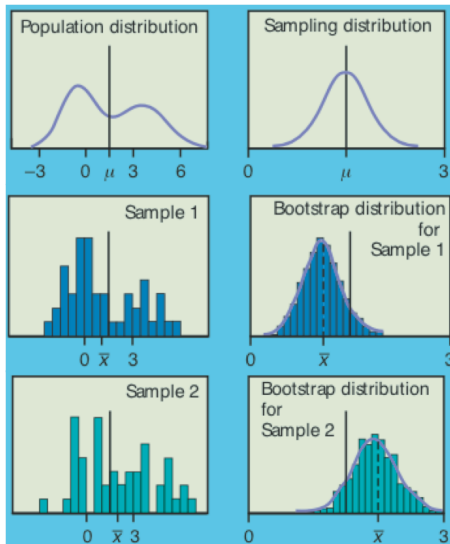 Population distribution
−3 0 μ 3 6
Sampling distribution
0 μ 3
Sample 1
0 x̅ 3
Bootstrap distribution
for
Sample 1
0 x̅ 3
Sample 2
0 x̅ 3
Bootstrap distribution
for
Sample 2
0 x̅ 3